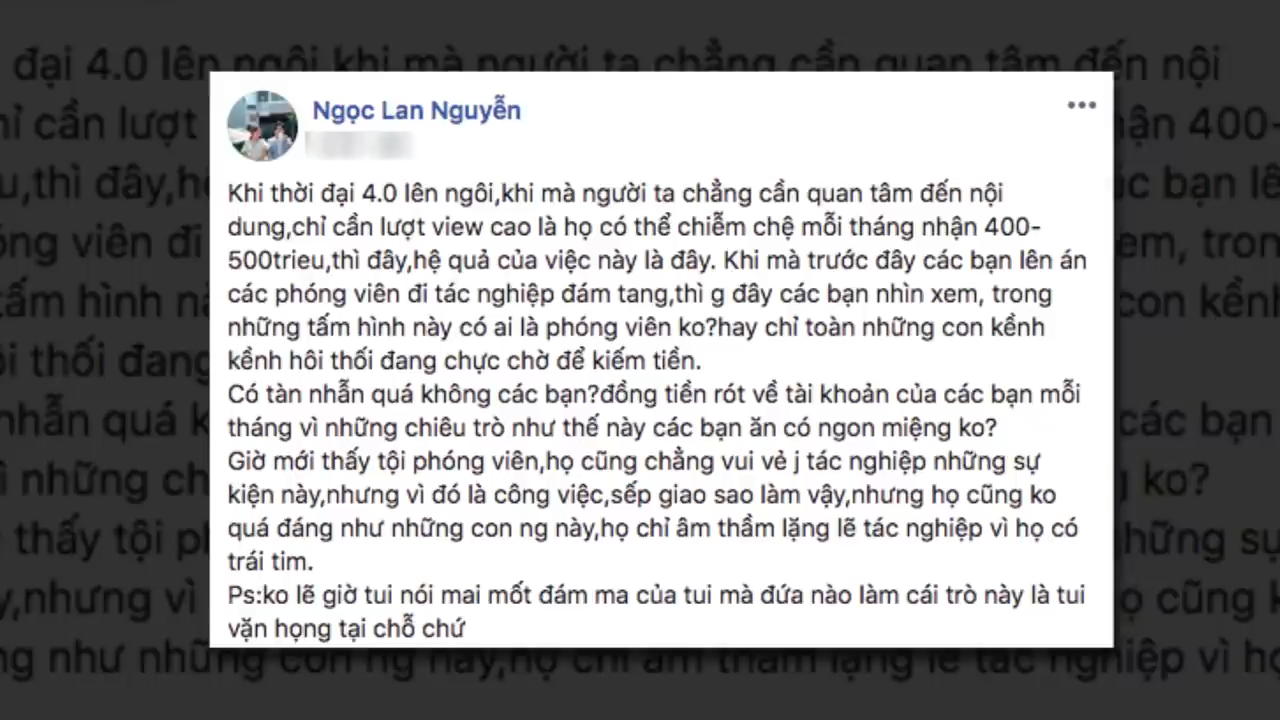 Ngọc Lan Nguyễn
Khi thời đại 4.0 lên ngôi,khi mà người ta chẳng cần quan tâm đến nội
dung,chỉ cần lượt view cao là họ có thể chiễm chệ mỗi tháng nhận 400-
500trieu,thì đây,hệ quả của việc này là đây. Khi mà trước đây các bạn lên án
các phóng viên đi tác nghiệp đám tang,thì g đây các bạn nhìn xem, trong
những tấm hình này có ai là phóng viên ko?hay chỉ toàn những con kềnh
kềnh hôi thối đang chực chờ để kiếm tiền.
Có tàn nhẫn quá không các bạn?đồng tiền rót về tài khoản của các bạn mỗi
tháng vì những chiêu trò như thế này các bạn ăn có ngon miệng ko?
Giờ mới thấy tội phóng viên,họ cũng chẳng vui vẻ j tác nghiệp những sự
kiện này,nhưng vì đó là công việc,sếp giao sao làm vậy,nhưng họ cũng ko
quá đáng như những con ng này,họ chỉ âm thầm lặng lẽ tác nghiệp vì họ có
trái tim.
Ps:ko lẽ giờ tui nói mai mốt đám ma của tui mà đứa nào làm cái trò này là tui
vặn họng tại chỗ chứ